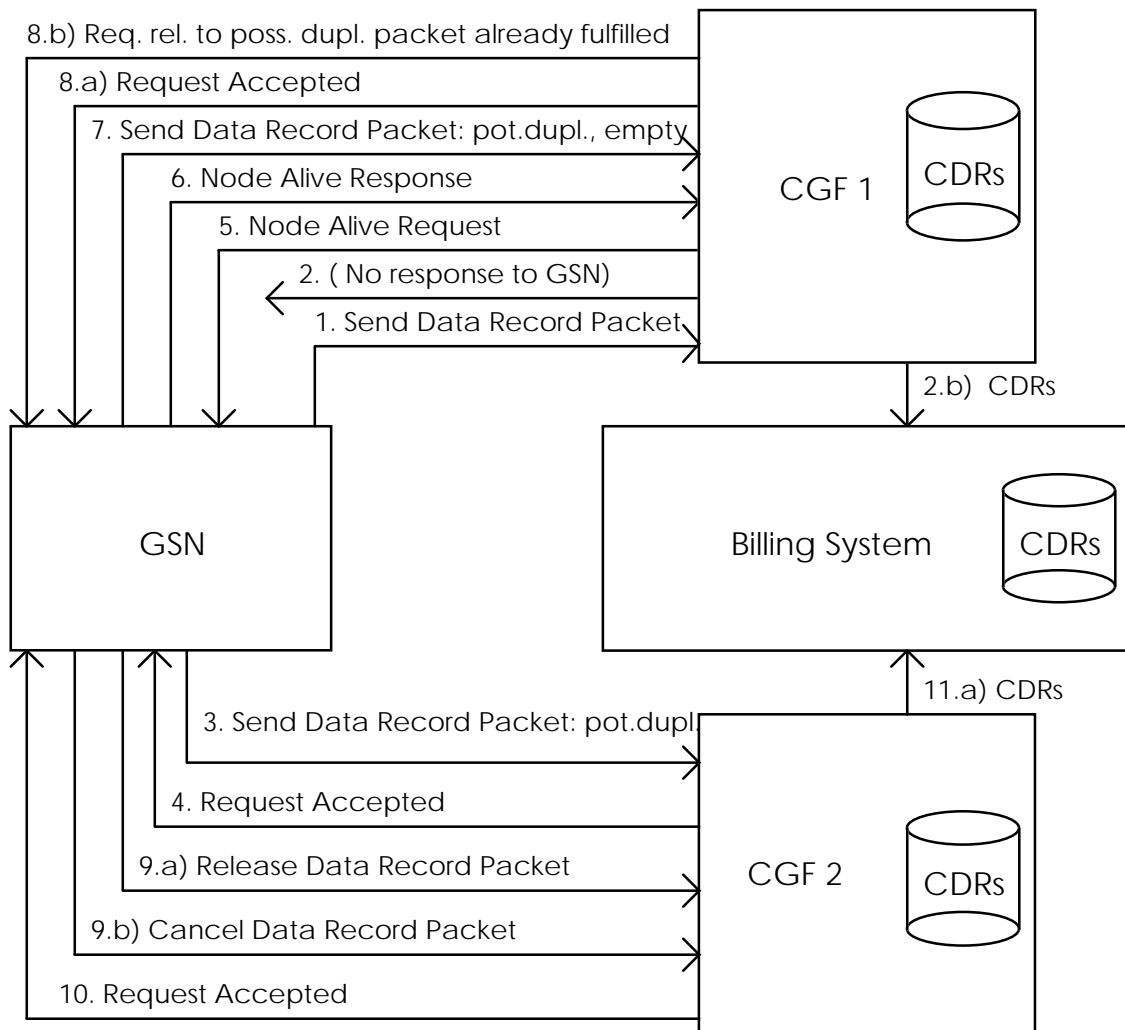 8.b) Req. rel. to poss. dupl. packet already fulfilled
8.a) Request Accepted
7. Send Data Record Packet: pot.dupl., empty
6. Node Alive Response
5. Node Alive Request
2. ( No response to GSN)
1. Send Data Record Packet
CGF 1
CDRs
2.b) CDRs
GSN
Billing System
CDRs
11.a) CDRs
3. Send Data Record Packet: pot.dupl.
4. Request Accepted
9.a) Release Data Record Packet
9.b) Cancel Data Record Packet
10. Request Accepted
CGF 2
CDRs